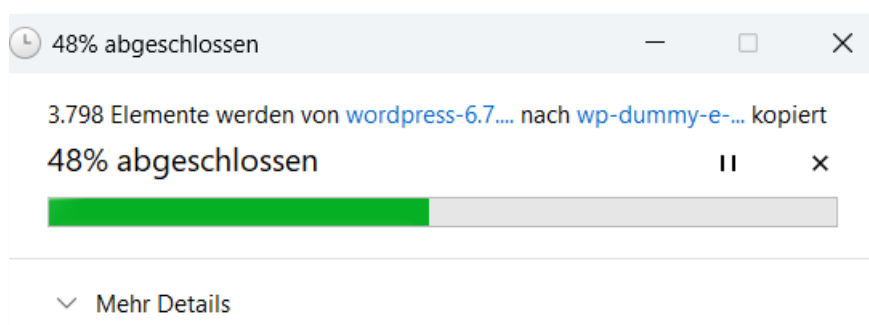 48% abgeschlossen
3.798 Elemente werden von wordpress-6.7.... nach wp-dummy-e-... kopiert
48% abgeschlossen
Mehr Details